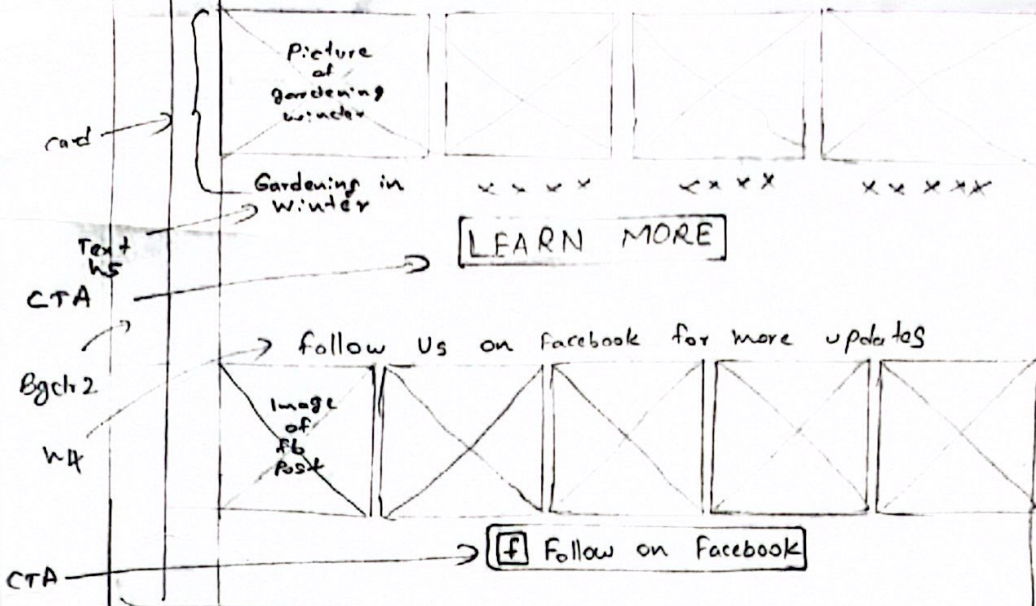 Picture
of
gardening
winter
card
Gardening in
winter
x x x x
x x x x
x x x x x
Text
h5
LEARN MORE
CTA
Follow Us on Facebook for more updates
Bgclr2
h4
Image
of
fb
Post
f Follow on Facebook
CTA